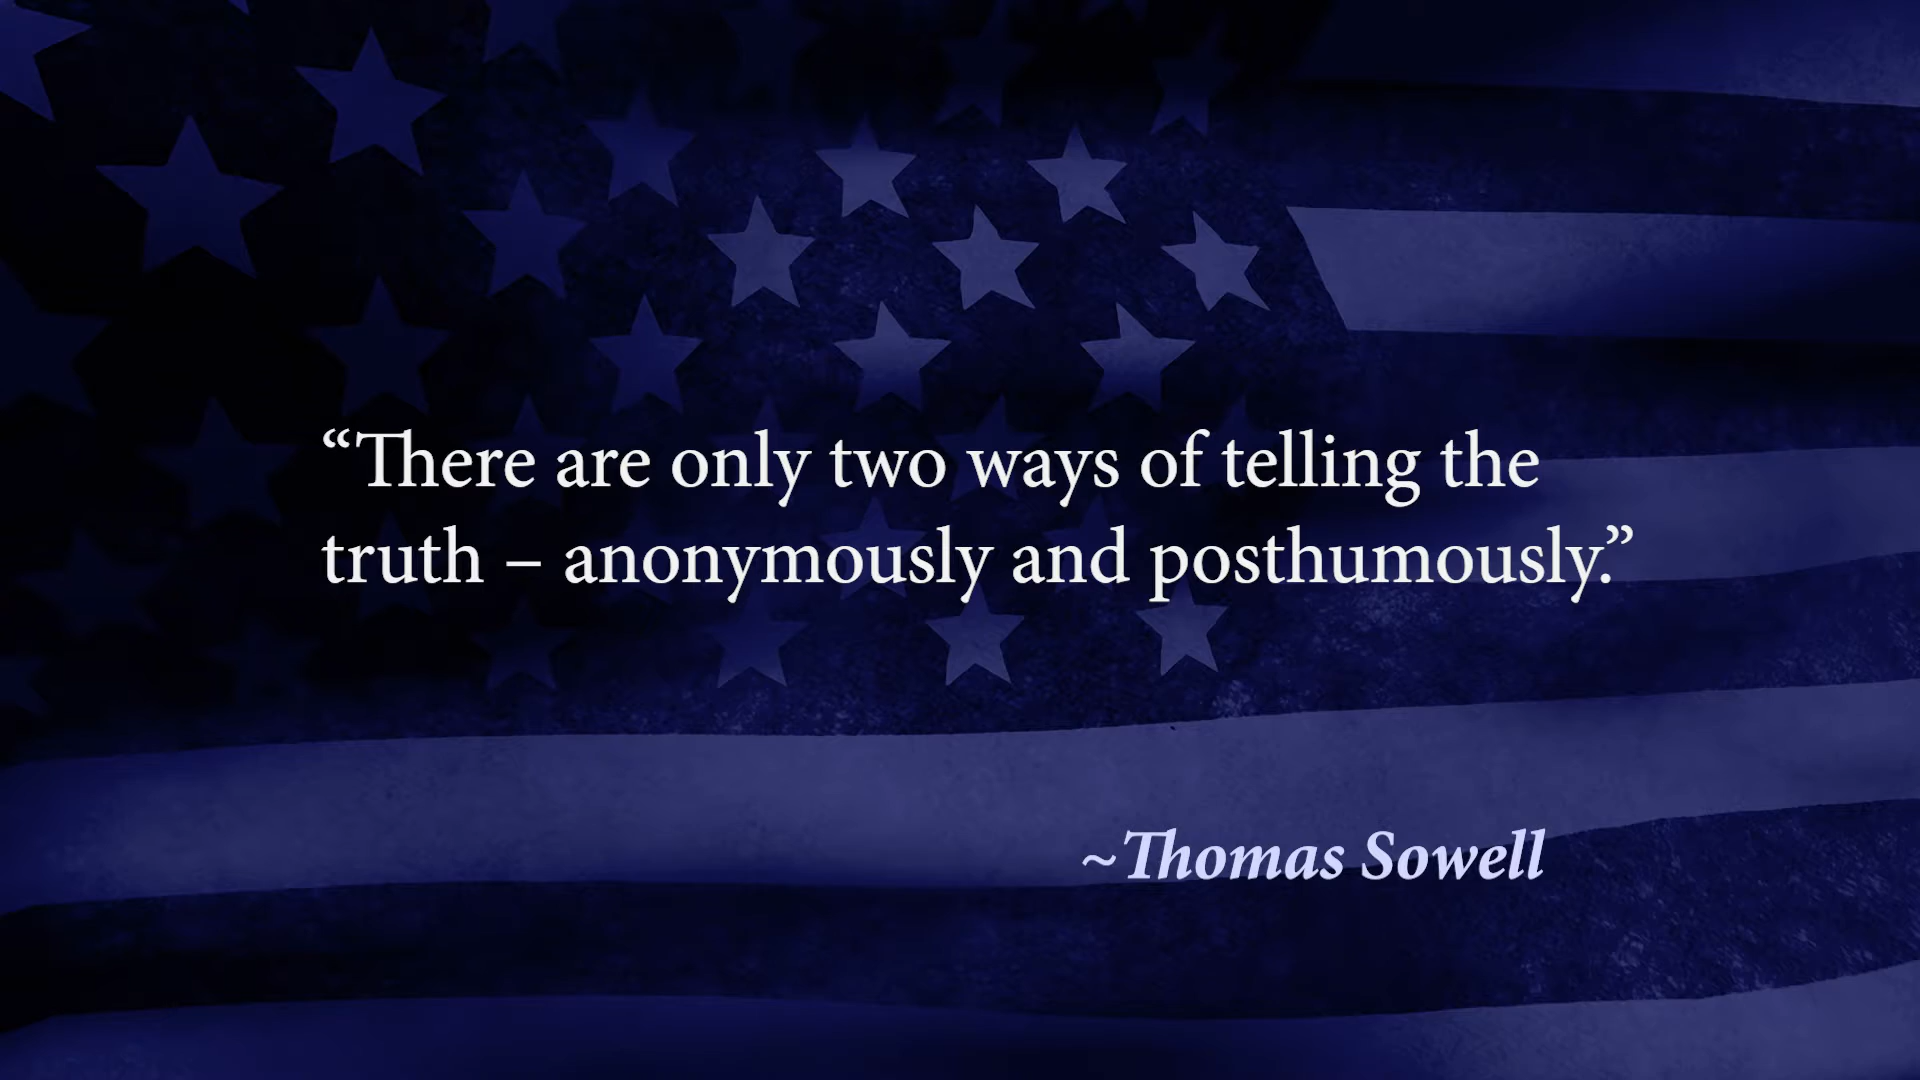 “There are only two ways of telling the
truth – anonymously and posthumously.”
~Thomas Sowell